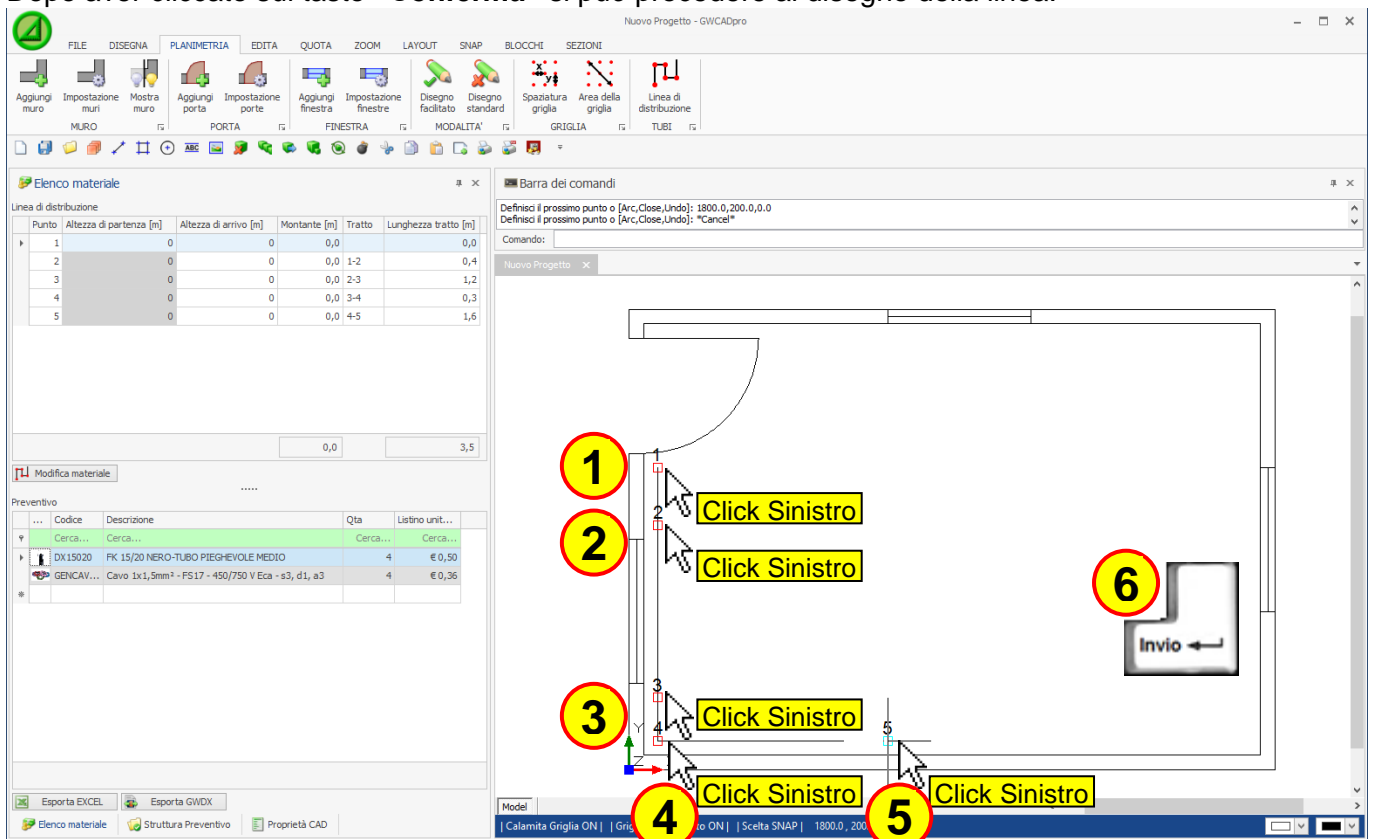 Dopo aver cliccato sul tasto "Conferma" si può procedere al disegno della linea:
Nuovo Progetto - GWCADpro
FILE DISEGNA PLANIMETRIA EDITA QUOTA ZOOM LAYOUT SNAP BLOCCHI SEZIONI
Aggiungi muro Impostazione muri Mostra muro Aggiungi porta Impostazione porte Aggiungi finestra Impostazione finestre Disegno facilitato Disegno standard Spaziatura griglia Area della griglia Linea di distribuzione
MURO PORTA FINESTRA MODALITA' GRIGLIA TUBI
ABC
Elenco materiale
Linea di distribuzione
Punto Altezza di partenza [m] Altezza di arrivo [m] Montante [m] Tratto Lunghezza tratto [m]
1 0 0 0,0 0,0
2 0 0 0,0 1-2 0,4
3 0 0 0,0 2-3 1,2
4 0 0 0,0 3-4 0,3
5 0 0 0,0 4-5 1,6
0,0 3,5
Modifica materiale
Preventivo
... Codice Descrizione Qta Listino unit...
Cerca... Cerca... Cerca... Cerca...
DX15020 FK 15/20 NERO-TUBO PIEGHEVOLE MEDIO 4 € 0,50
GENCAV... Cavo 1x1,5mm² - FS17 - 450/750 V Eca - s3, d1, a3 4 € 0,36
Esporta EXCEL Esporta GWDX
Elenco materiale Struttura Preventivo Proprietà CAD
Barra dei comandi
Definisci il prossimo punto o [Arc,Close,Undo]: 1800.0,200.0,0.0
Definisci il prossimo punto o [Arc,Close,Undo]: *Cancel*
Comando:
Nuovo Progetto
1
1
Click Sinistro
2
2
Click Sinistro
6
Invio
3
3
Click Sinistro
4
5
Y
Z
4
Click Sinistro
5
Click Sinistro
Model
| Calamita Griglia ON | | Grig to ON | | Scelta SNAP | 1800.0 , 200